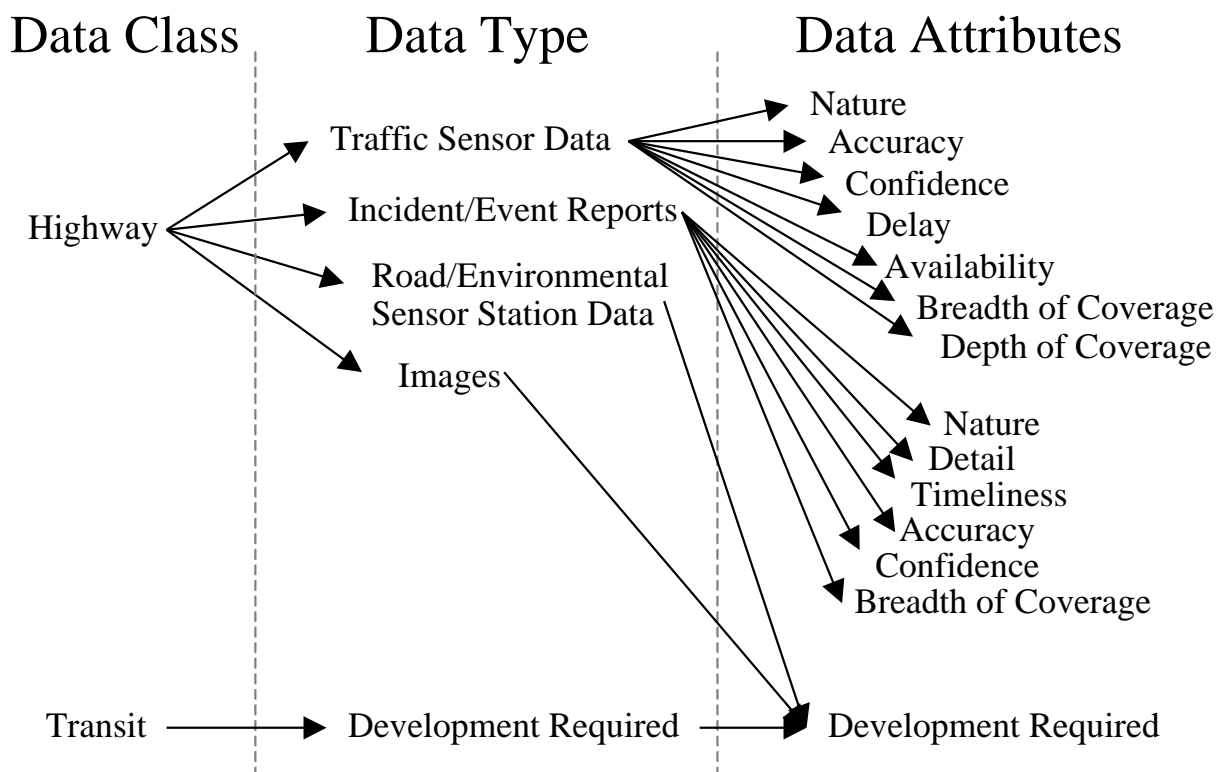 Data Class
Data Type
Data Attributes
Highway
Traffic Sensor Data
Incident/Event Reports
Road/Environmental
Sensor Station Data
Images
Nature
Accuracy
Confidence
Delay
Availability
Breadth of Coverage
Depth of Coverage
Nature
Detail
Timeliness
Accuracy
Confidence
Breadth of Coverage
Transit
Development Required
Development Required